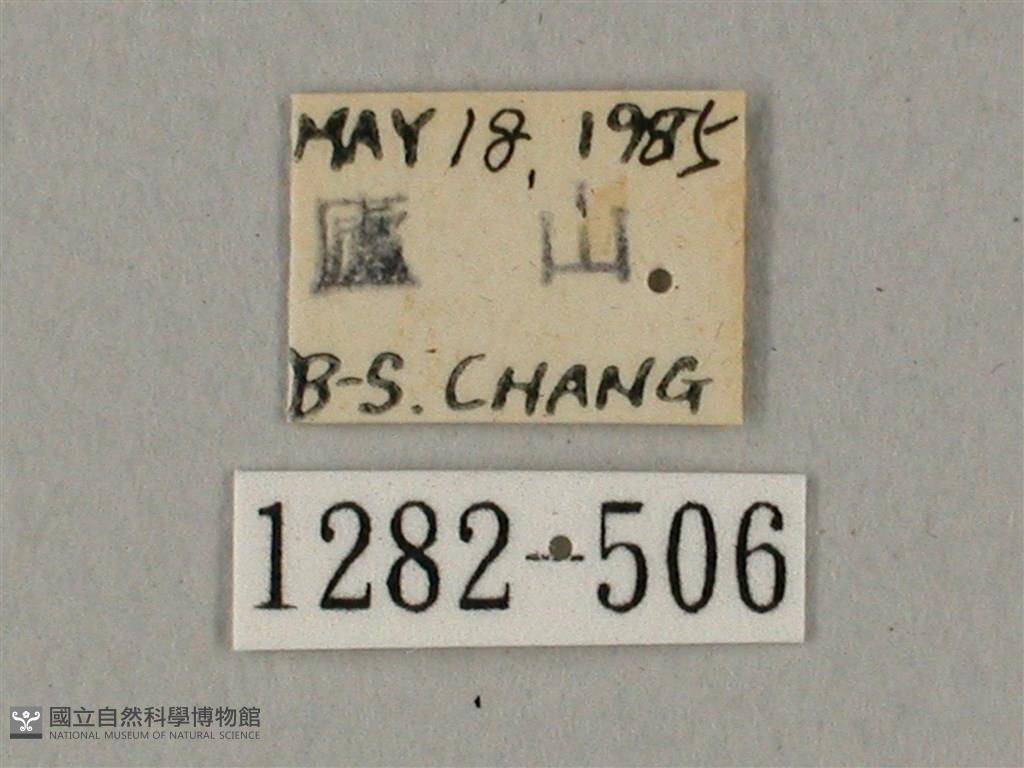 MAY 18, 1985
廬 山
B-S. CHANG
1282-506
國立自然科學博物館
NATIONAL MUSEUM OF NATURAL SCIENCE